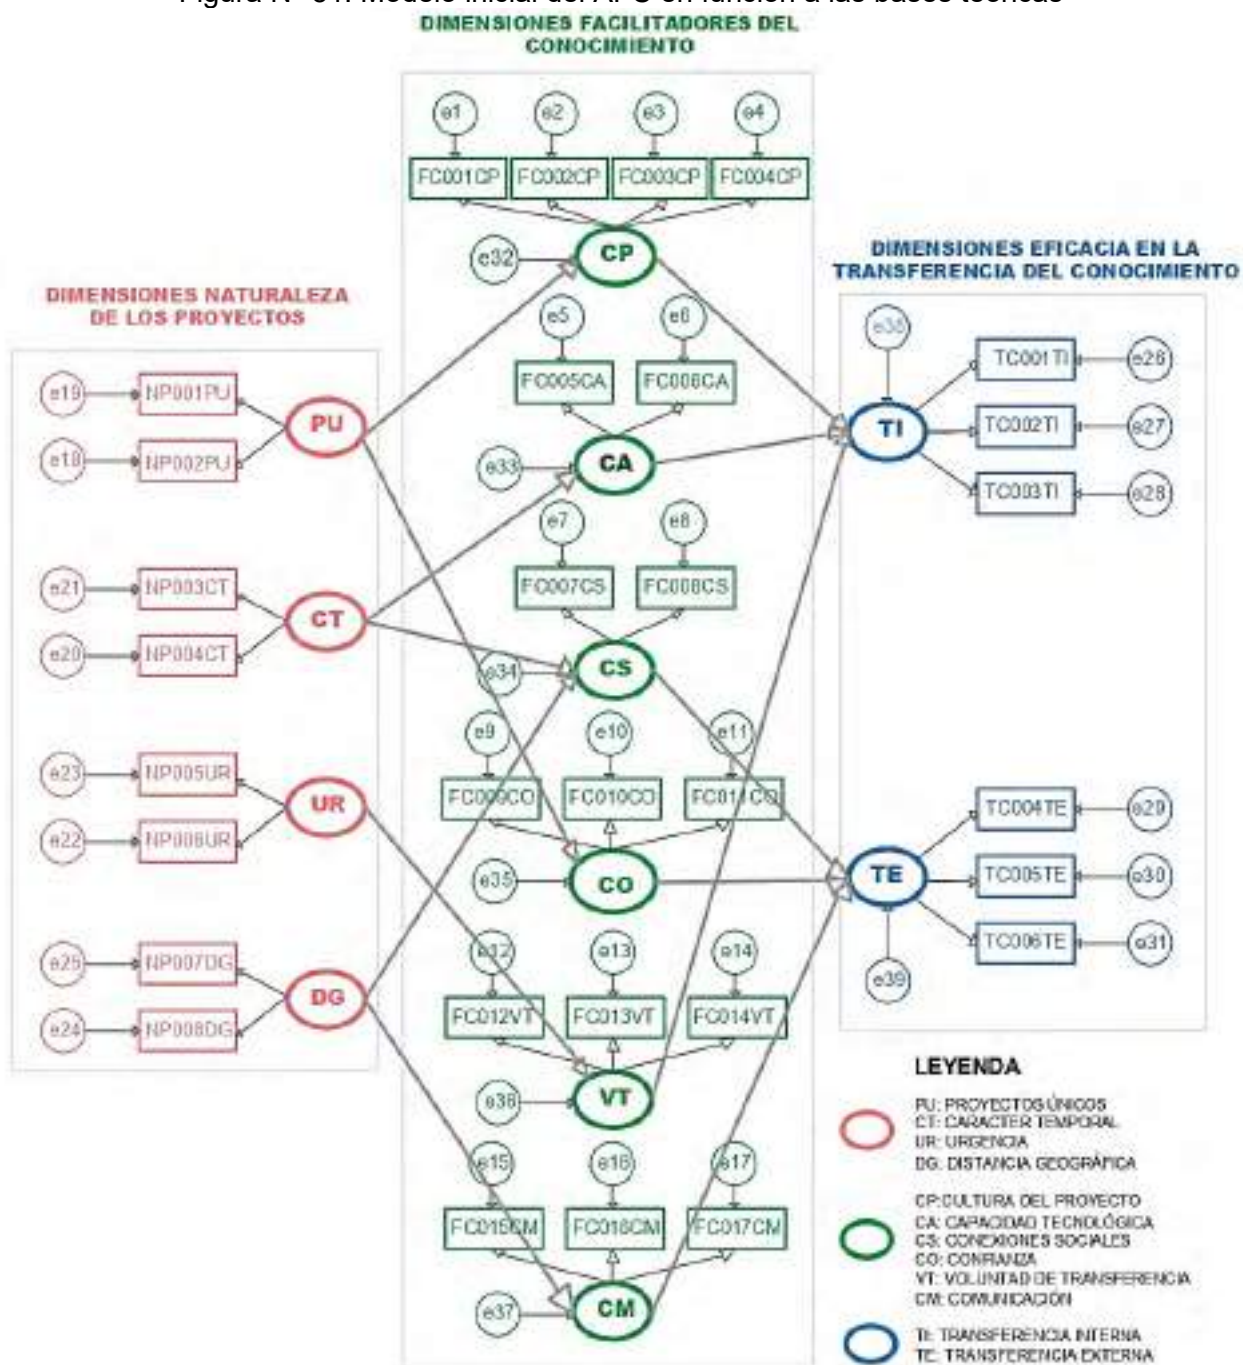 DIMENSIONES FACILITADORES DEL
CONOCIMIENTO
e1
e2
e3
e4
FC001CP
FC002CP
FC003CP
FC004CP
e32
CP
DIMENSIONES EFICACIA EN LA
TRANSFERENCIA DEL CONOCIMIENTO
DIMENSIONES NATURALEZA
DE LOS PROYECTOS
e5
e6
FC005CA
FC006CA
e33
CA
e19
NP001PU
e18
NP002PU
PU
e38
TC001TI
e26
TI
TC002TI
e27
TC003TI
e28
e7
e8
FC007CS
FC008CS
e34
CS
e21
NP003CT
e20
NP004CT
CT
e9
e10
e11
FC009CO
FC010CO
FC011CO
e35
CO
e23
NP005UR
e22
NP006UR
UR
TC004TE
e29
TE
TC005TE
e30
TC006TE
e31
e39
e12
e13
e14
FC012VT
FC013VT
FC014VT
e36
VT
e25
NP007DG
e24
NP008DG
DG
e15
e16
e17
FC015CM
FC016CM
FC017CM
e37
CM
LEYENDA
PU: PROYECTOS ÚNICOS
CT: CARACTER TEMPORAL
UR: URGENCIA
DG: DISTANCIA GEOGRÁFICA
CP:CULTURA DEL PROYECTO
CA: CAPACIDAD TECNOLÓGICA
CS: CONEXIONES SOCIALES
CO: CONFIANZA
VT: VOLUNTAD DE TRANSFERENCIA
CM: COMUNICACIÓN
TI: TRANSFERENCIA INTERNA
TE: TRANSFERENCIA EXTERNA